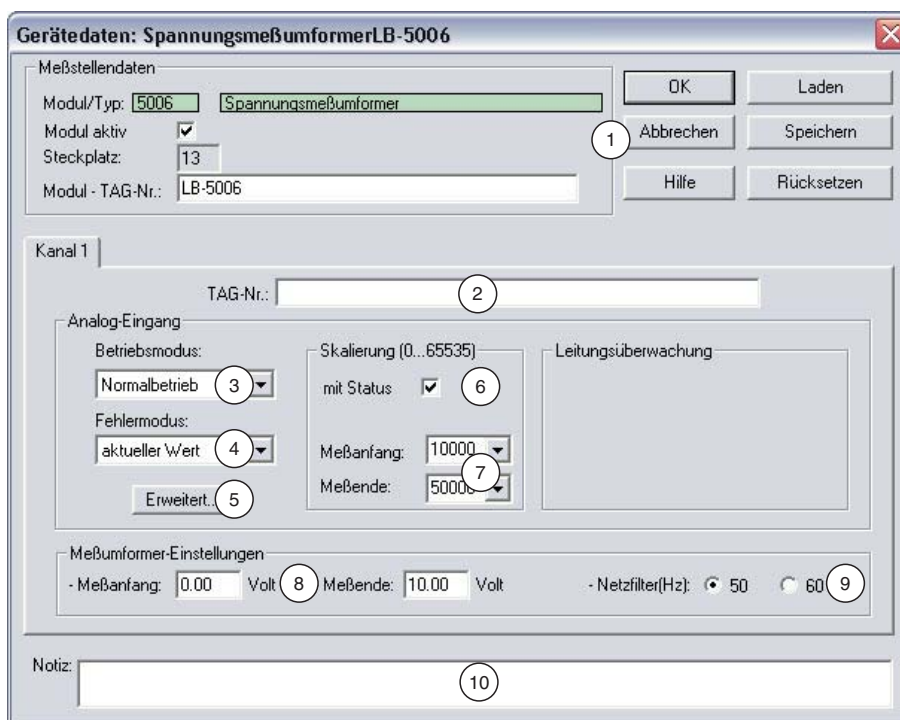 Gerätedaten: SpannungsmeßumformerLB-5006
Meßstellendaten
Modul/Typ: 5006 Spannungsmeßumformer
Modul aktiv
Steckplatz: 13
Modul - TAG-Nr.: LB-5006
OK
Laden
1
Abbrechen
Speichern
Hilfe
Rücksetzen
Kanal 1
TAG-Nr.: 2
Analog-Eingang
Betriebsmodus:
Normalbetrieb 3
Fehlermodus:
aktueller Wert 4
Erweitert.. 5
Skalierung (0...65535)
mit Status 6
Meßanfang: 10000
7
Meßende: 50000
Leitungsüberwachung
Meßumformer-Einstellungen
- Meßanfang: 0.00 Volt 8 Meßende: 10.00 Volt - Netzfilter(Hz): 50 60 9
Notiz: 10